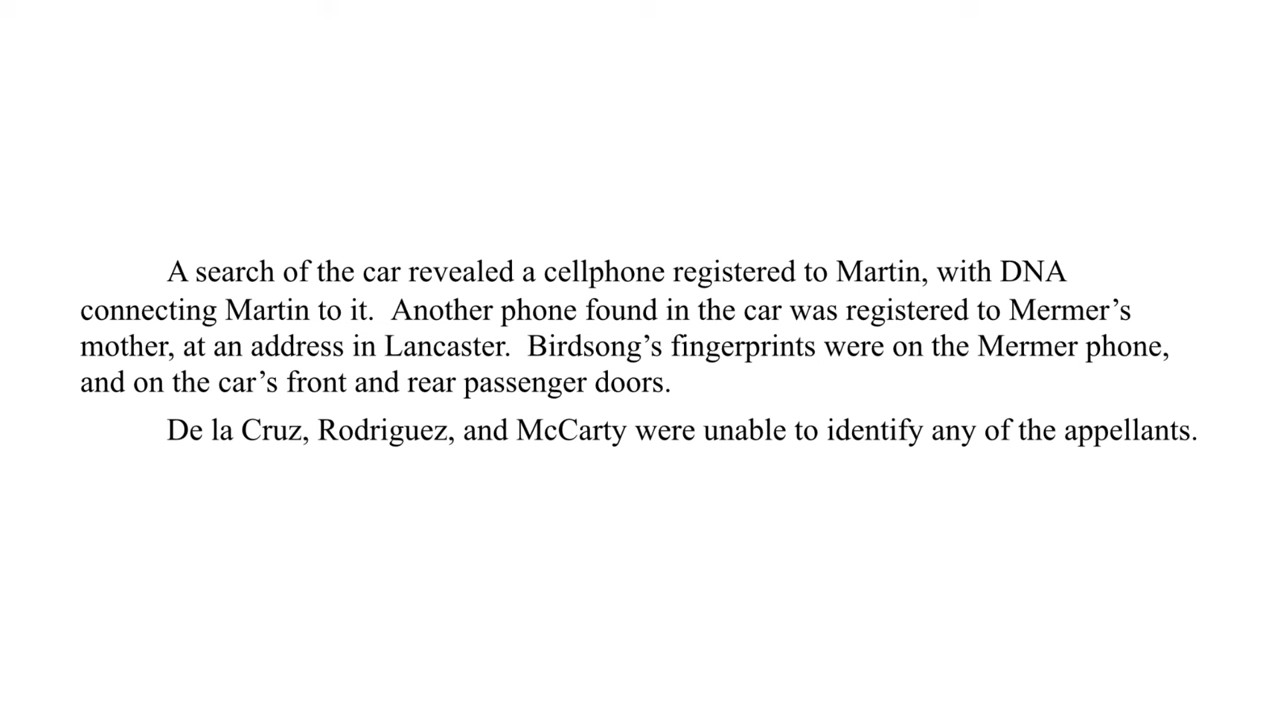 A search of the car revealed a cellphone registered to Martin, with DNA
connecting Martin to it.  Another phone found in the car was registered to Mermer’s
mother, at an address in Lancaster.  Birdsong’s fingerprints were on the Mermer phone,
and on the car’s front and rear passenger doors.
De la Cruz, Rodriguez, and McCarty were unable to identify any of the appellants.